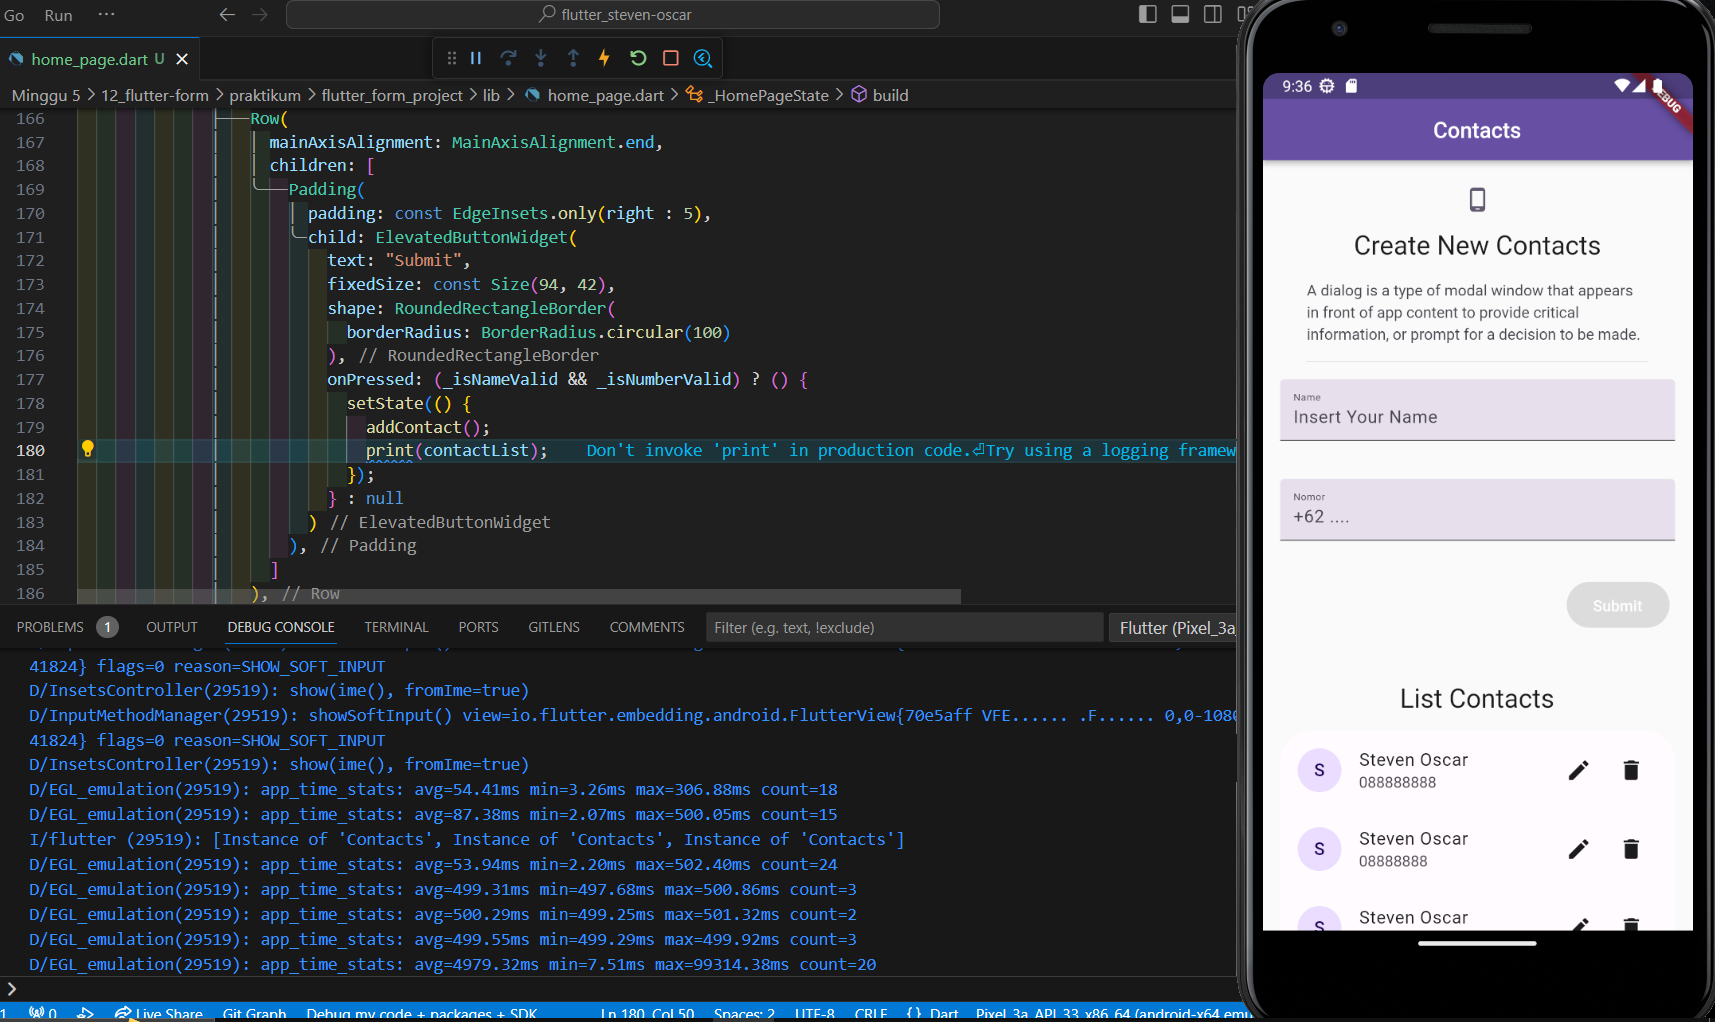 Go Run ···
flutter_steven-oscar
home_page.dart U
Minggu 5 > 12_flutter-form > praktikum > flutter_form_project > lib > home_page.dart > _HomePageState > build
166 Row(
167 mainAxisAlignment: MainAxisAlignment.end,
168 children: [
169 Padding(
170 padding: const EdgeInsets.only(right : 5),
171 child: ElevatedButtonWidget(
172 text: "Submit",
173 fixedSize: const Size(94, 42),
174 shape: RoundedRectangleBorder(
175 borderRadius: BorderRadius.circular(100)
176 ), // RoundedRectangleBorder
177 onPressed: (_isNameValid && _isNumberValid) ? () {
178 setState(() {
179 addContact();
180 print(contactList); Don't invoke 'print' in production code.⏎Try using a logging framew
181 });
182 } : null
183 ) // ElevatedButtonWidget
184 ), // Padding
185 ]
186 ), // Row
PROBLEMS 1 OUTPUT DEBUG CONSOLE TERMINAL PORTS GITLENS COMMENTS Filter (e.g. text, !exclude) Flutter (Pixel_3a
41824} flags=0 reason=SHOW_SOFT_INPUT
D/InsetsController(29519): show(ime(), fromIme=true)
D/InputMethodManager(29519): showSoftInput() view=io.flutter.embedding.android.FlutterView{70e5aff VFE...... .F...... 0,0-1080
41824} flags=0 reason=SHOW_SOFT_INPUT
D/InsetsController(29519): show(ime(), fromIme=true)
D/EGL_emulation(29519): app_time_stats: avg=54.41ms min=3.26ms max=306.88ms count=18
D/EGL_emulation(29519): app_time_stats: avg=87.38ms min=2.07ms max=500.05ms count=15
I/flutter (29519): [Instance of 'Contacts', Instance of 'Contacts', Instance of 'Contacts']
D/EGL_emulation(29519): app_time_stats: avg=53.94ms min=2.20ms max=502.40ms count=24
D/EGL_emulation(29519): app_time_stats: avg=499.31ms min=497.68ms max=500.86ms count=3
D/EGL_emulation(29519): app_time_stats: avg=500.29ms min=499.25ms max=501.32ms count=2
D/EGL_emulation(29519): app_time_stats: avg=499.55ms min=499.29ms max=499.92ms count=3
D/EGL_emulation(29519): app_time_stats: avg=4979.32ms min=7.51ms max=99314.38ms count=20
1 0 Live Share Git Graph Debug my code + packages + SDK Ln 180, Col 50 Spaces: 2 UTF-8 CRLF {} Dart Pixel_3a_API_33_x86_64 (android-x64 emu
9:36
DEBUG
Contacts
Create New Contacts
A dialog is a type of modal window that appears
in front of app content to provide critical
information, or prompt for a decision to be made.
Name
Insert Your Name
Nomor
+62 ....
Submit
List Contacts
S Steven Oscar
088888888
S Steven Oscar
08888888
S Steven Oscar